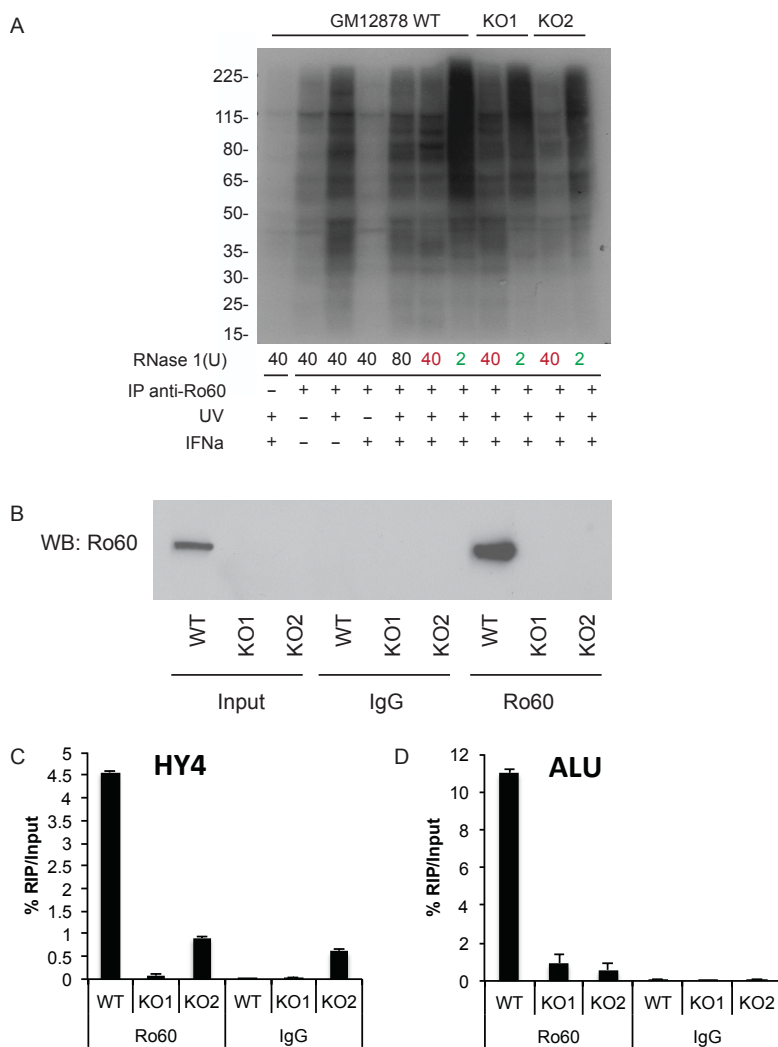 A
GM12878 WT KO1 KO2
225-
115-
80-
65-
50-
35-
30-
25-
15-
RNase 1(U) 40 40 40 40 80 40 2 40 2 40 2
IP anti-Ro60 – + + + + + + + + + + +
UV + – + – + + + + + + + +
IFNa + – – + + + + + + + + +
B
WB: Ro60
WT KO1 KO2 WT KO1 KO2 WT KO1 KO2
Input IgG Ro60
C
HY4
% RIP/Input
5
4.5
4
3.5
3
2.5
2
1.5
1
0.5
0
WT KO1 KO2 WT KO1 KO2
Ro60 IgG
D
ALU
% RIP/Input
12
10
8
6
4
2
0
WT KO1 KO2 WT KO1 KO2
Ro60 IgG